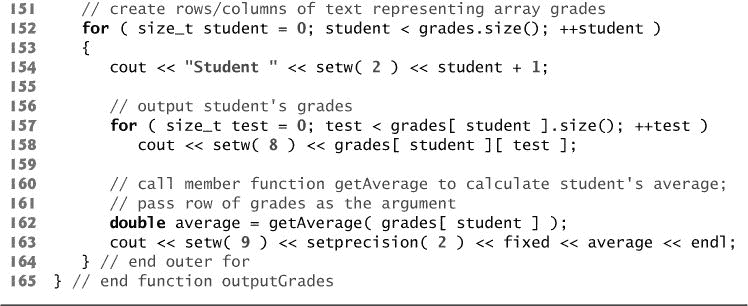 151 // create rows/columns of text representing array grades
152 for ( size_t student = 0; student < grades.size(); ++student )
153 {
154 cout << "Student " << setw( 2 ) << student + 1;
155
156 // output student's grades
157 for ( size_t test = 0; test < grades[ student ].size(); ++test )
158 cout << setw( 8 ) << grades[ student ][ test ];
159
160 // call member function getAverage to calculate student's average;
161 // pass row of grades as the argument
162 double average = getAverage( grades[ student ] );
163 cout << setw( 9 ) << setprecision( 2 ) << fixed << average << endl;
164 } // end outer for
165 } // end function outputGrades